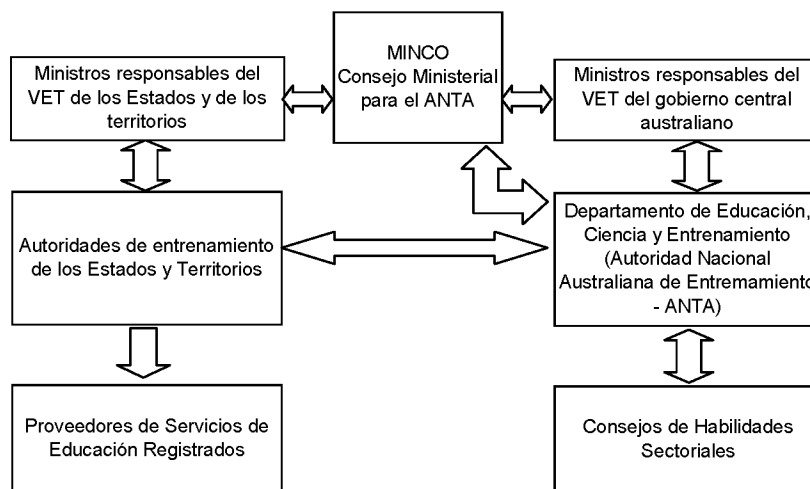 MINCO
Consejo Ministerial
para el ANTA
Ministros responsables del
VET de los Estados y de los
territorios
Ministros responsables del
VET del gobierno central
australiano
Autoridades de entrenamiento
de los Estados y Territorios
Departamento de Educación,
Ciencia y Entrenamiento
(Autoridad Nacional
Australiana de Entremamiento
- ANTA)
Proveedores de Servicios de
Educación Registrados
Consejos de Habilidades
Sectoriales